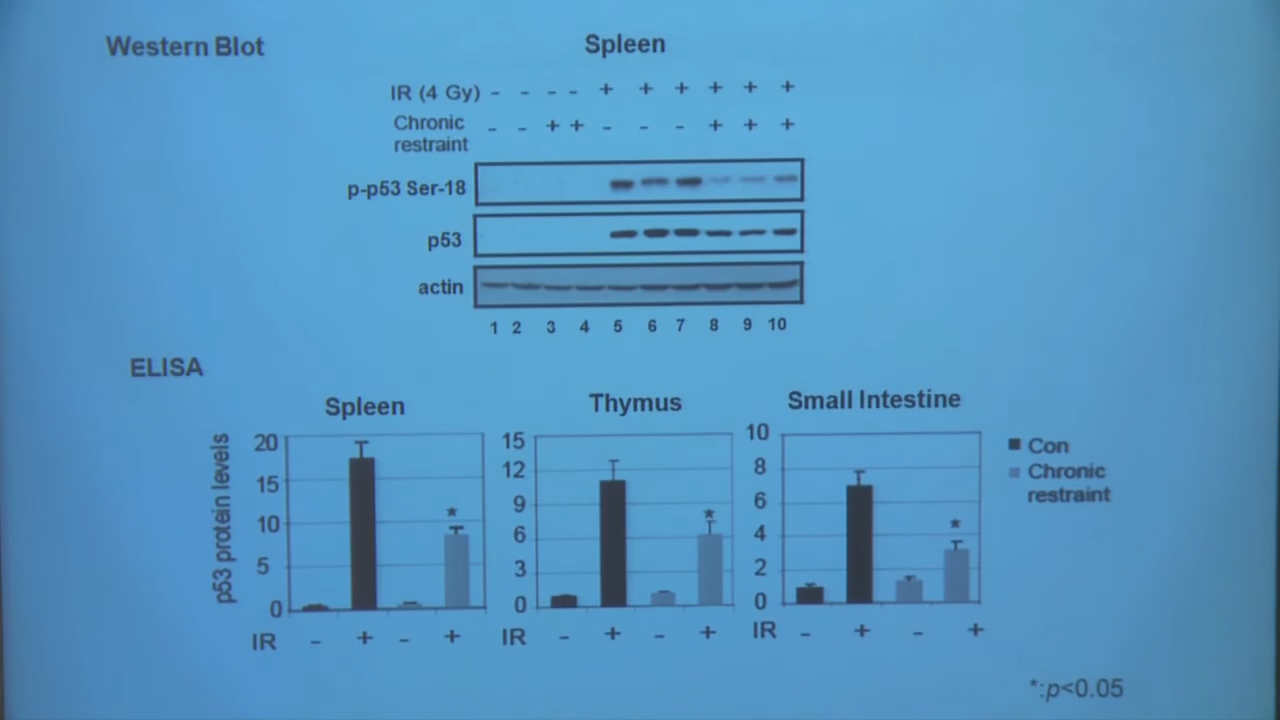 Western Blot
Spleen
IR (4 Gy) - - - - + + + + + +
Chronic restraint - - + + - - - + + +
p-p53 Ser-18
p53
actin
1 2 3 4 5 6 7 8 9 10
ELISA
Spleen
Thymus
Small Intestine
p53 protein levels
20
15
10
5
0
15
12
9
6
3
0
10
8
6
4
2
0
*
*
*
Con
Chronic
restraint
IR - + - +
IR - + - +
IR - + - +
*:p<0.05